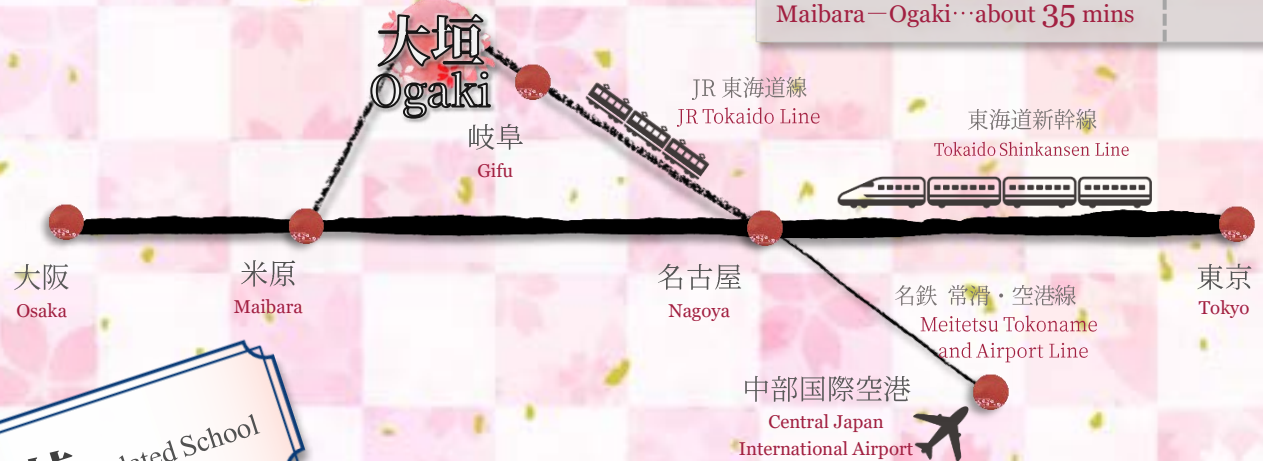 Maibara－Ogaki…about 35 mins
大垣
Ogaki
JR 東海道線
JR Tokaido Line
岐阜
Gifu
東海道新幹線
Tokaido Shinkansen Line
大阪
Osaka
米原
Maibara
名古屋
Nagoya
東京
Tokyo
名鉄 常滑・空港線
Meitetsu Tokoname
and Airport Line
中部国際空港
Central Japan
International Airport
School